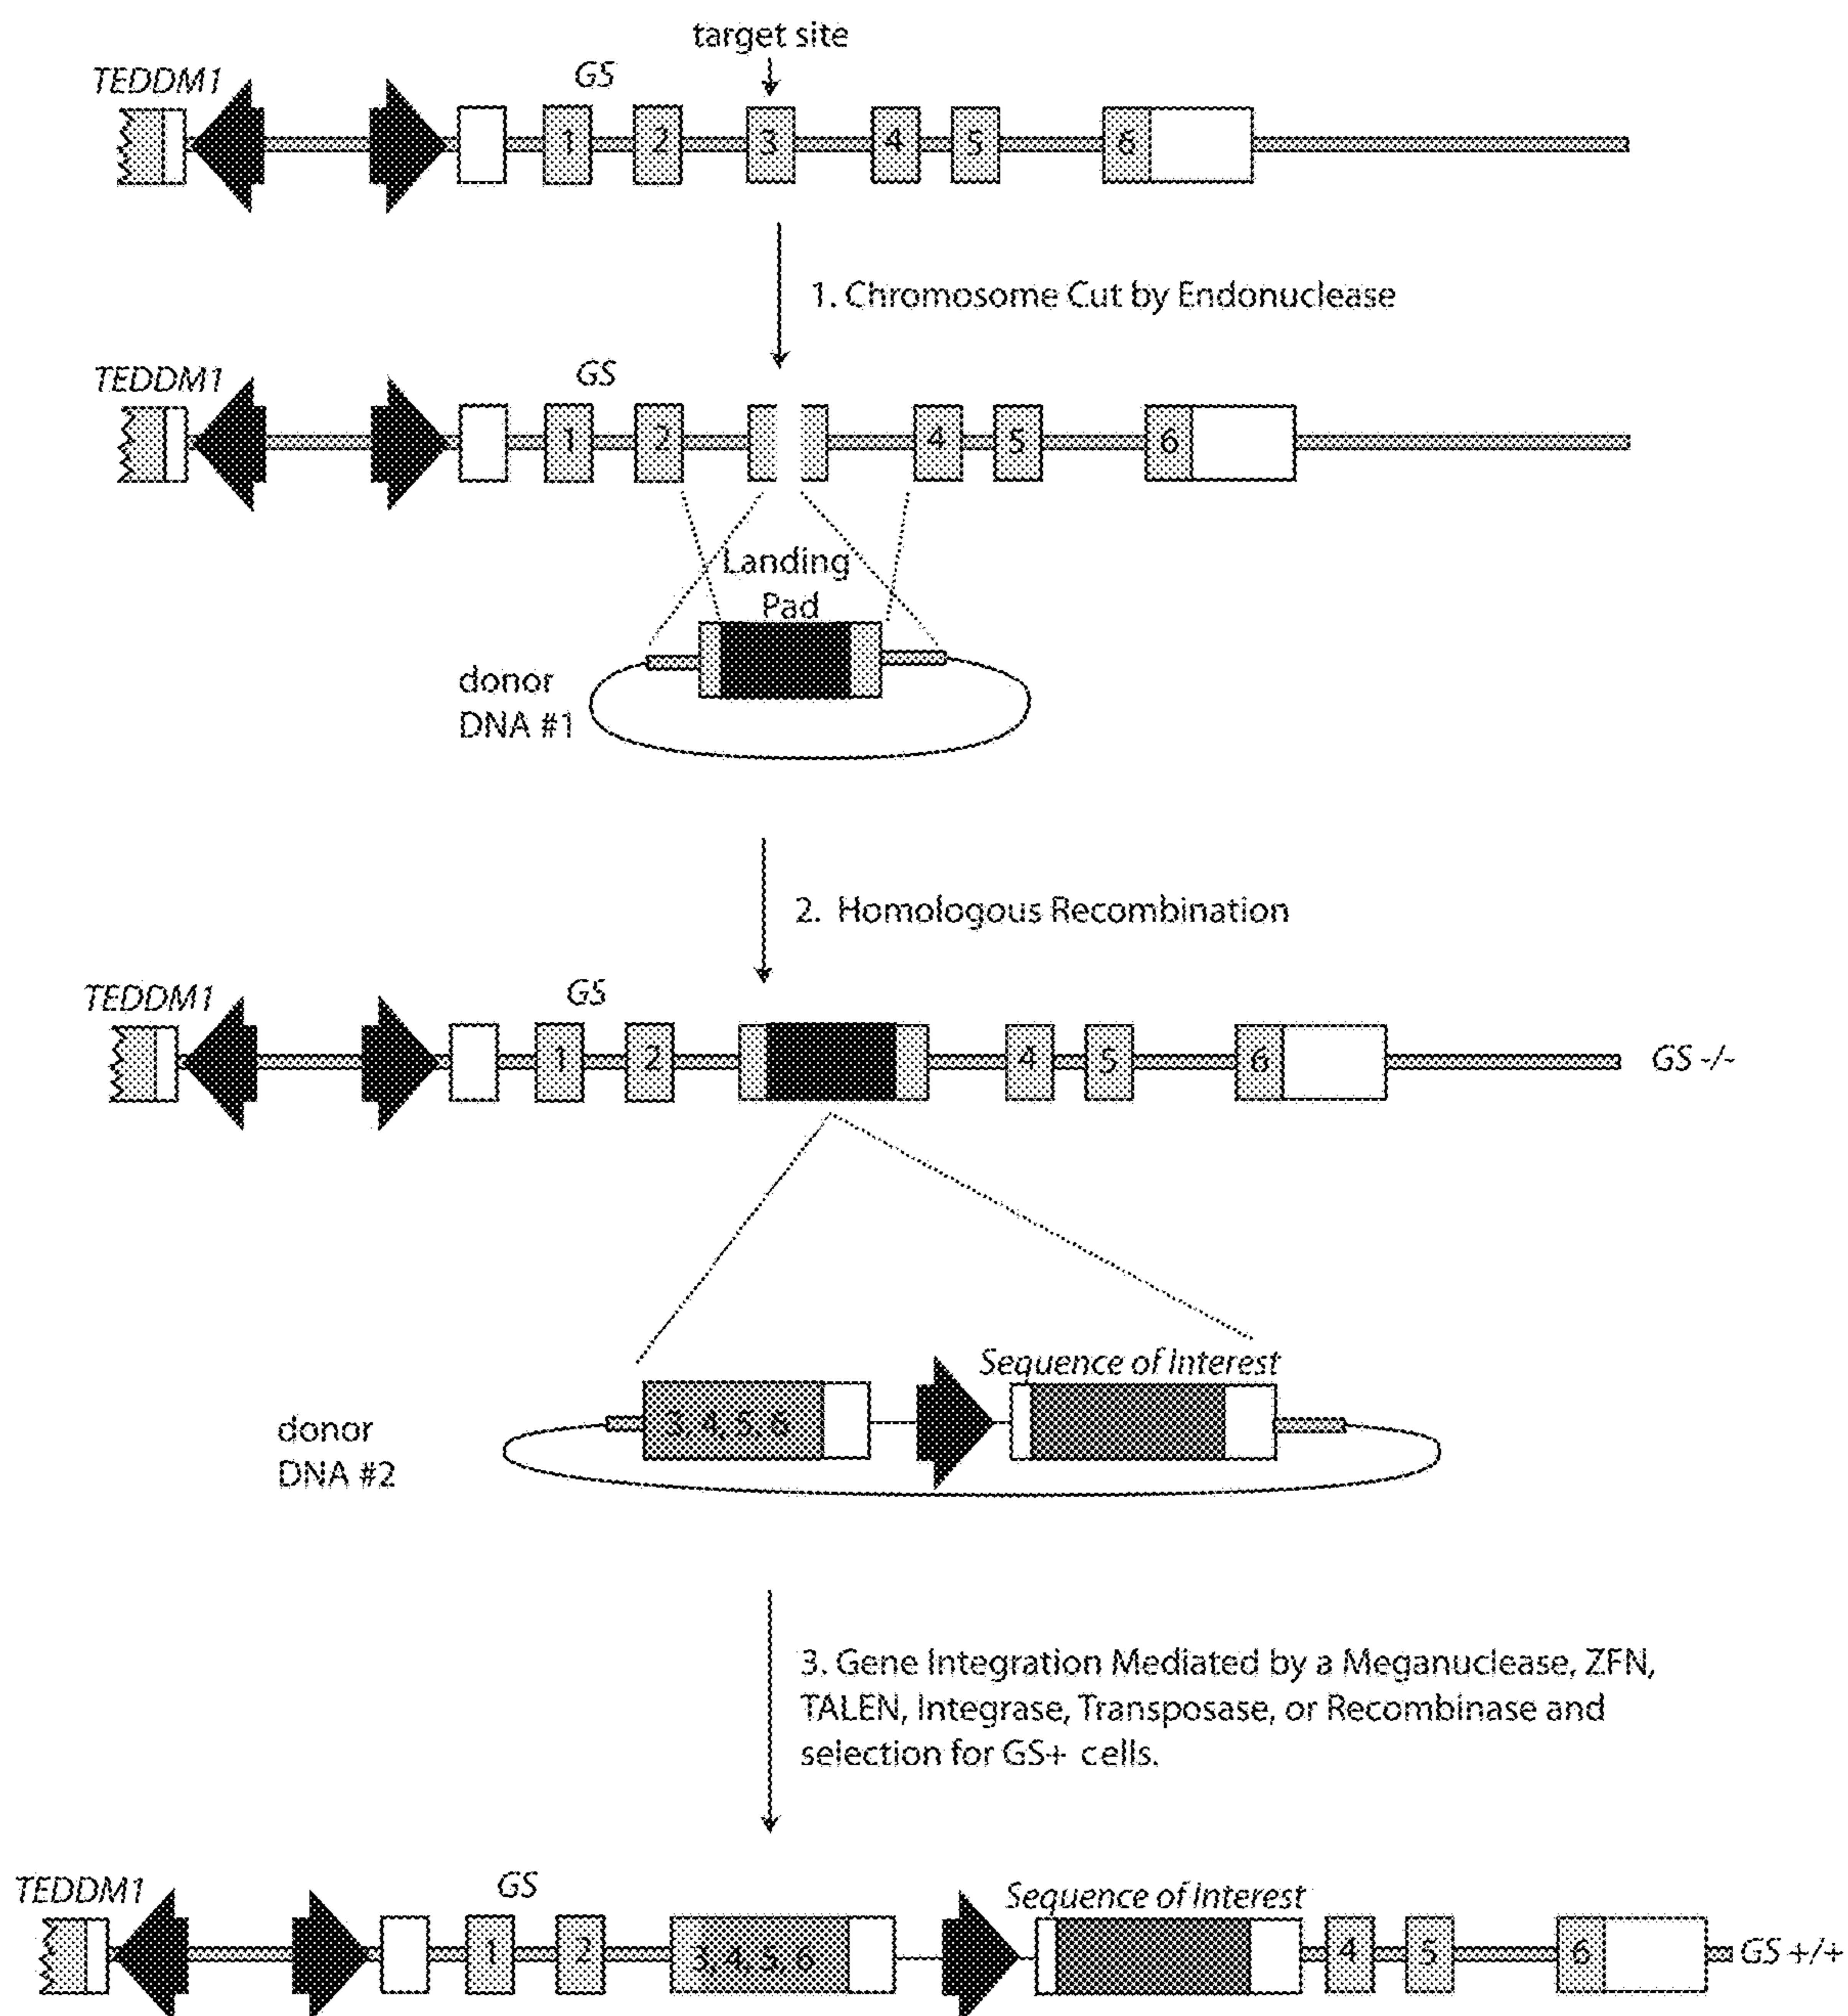 target site
TEDDM1
GS
1 2 3 4 5 6
1. Chromosome Cut by Endonuclease
TEDDM1
GS
1 2 4 5 6
Landing
Pad
donor
DNA #1
2. Homologous Recombination
TEDDM1
GS
1 2 4 5 6
GS -/-
Sequence of Interest
3, 4, 5, 6
donor
DNA #2
3. Gene Integration Mediated by a Meganuclease, ZFN,
TALEN, Integrase, Transposase, or Recombinase and
selection for GS+ cells.
TEDDM1
GS
Sequence of Interest
1 2 3, 4, 5, 6 4 5 6
GS +/+